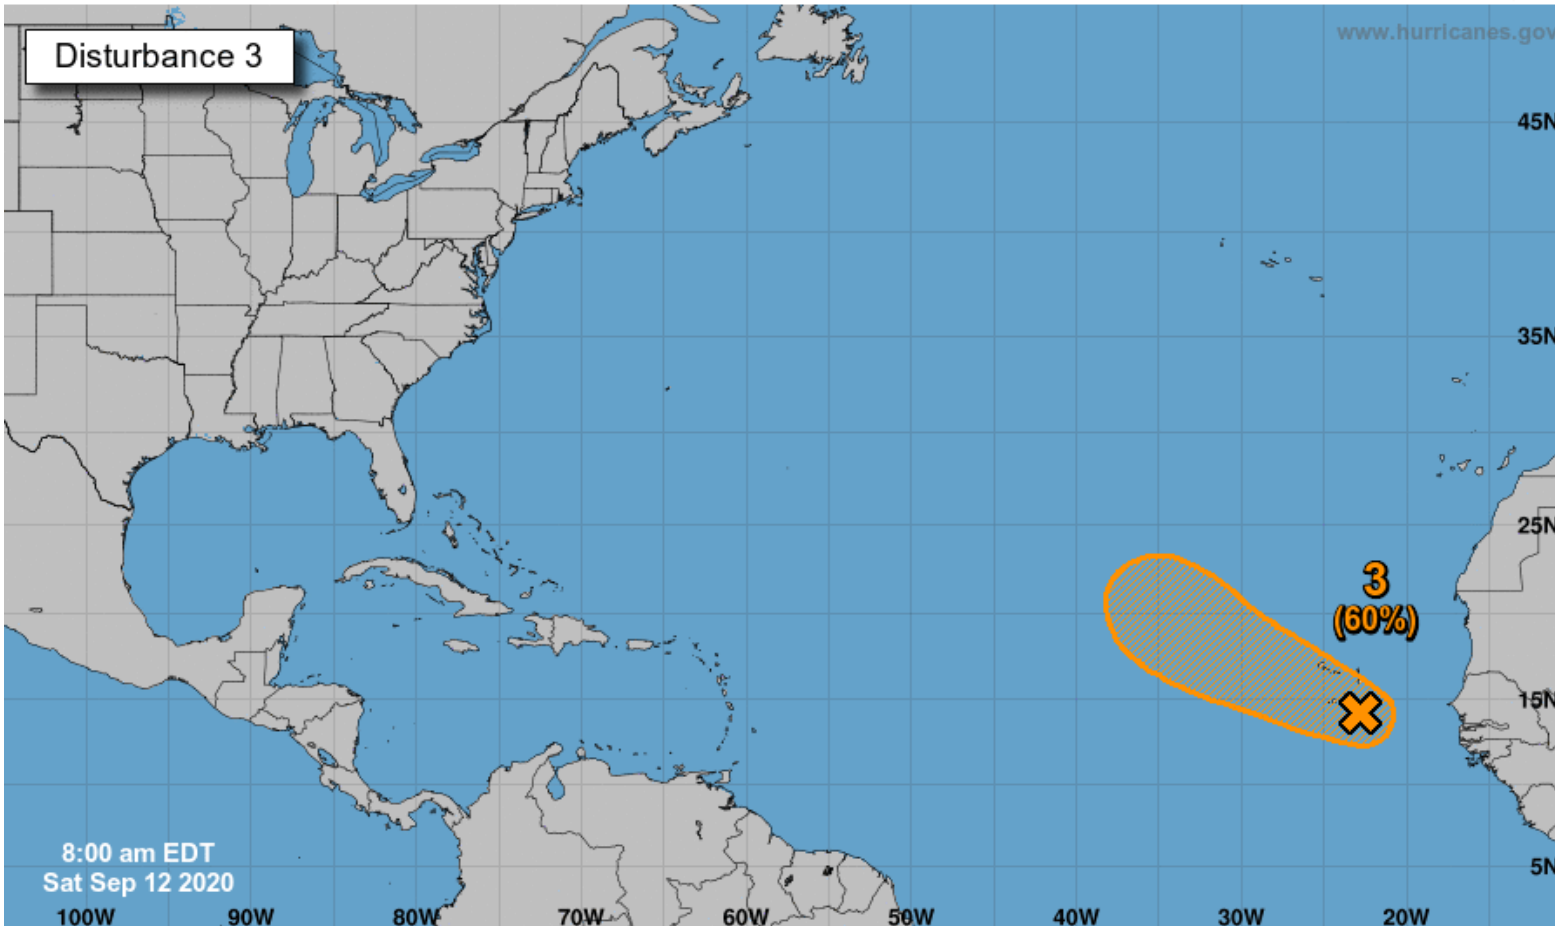 Disturbance 3
www.hurricanes.gov
45N
35N
25N
3
(60%)
15N
8:00 am EDT
Sat Sep 12 2020
5N
100W 90W 80W 70W 60W 50W 40W 30W 20W